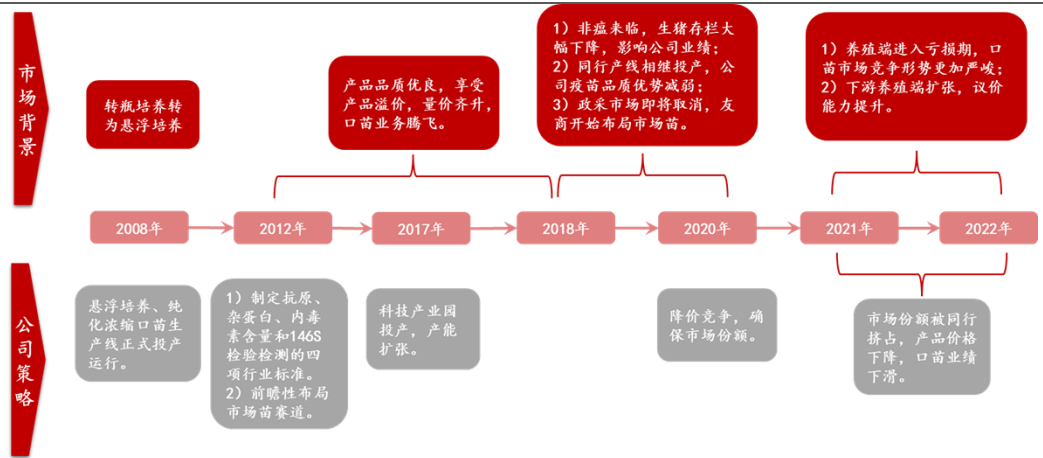 市场背景
转瓶培养转
为悬浮培养
产品品质优良，享受
产品溢价，量价齐升，
口苗业务腾飞。
1）非瘟来临，生猪存栏大
幅下降，影响公司业绩；
2）同行产线相继投产，公
司疫苗品质优势减弱；
3）政采市场即将取消，友
商开始布局市场苗。
1）养殖端进入亏损期，口
苗市场竞争形势更加严峻；
2）下游养殖端扩张，议价
能力提升。
2008年
2012年
2017年
2018年
2020年
2021年
2022年
公司策略
悬浮培养、纯
化浓缩口苗生
产线正式投产
运行。
1）制定抗原、
杂蛋白、内毒
素含量和146S
检验检测的四
项行业标准。
2）前瞻性布局
市场苗赛道。
科技产业园
投产，产能
扩张。
降价竞争，确
保市场份额。
市场份额被同行
挤占，产品价格
下降，口苗业绩
下滑。